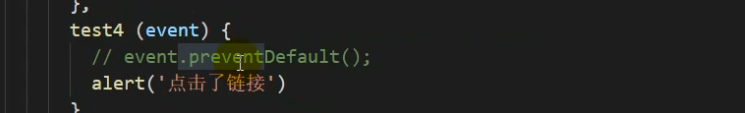 },
test4 (event) {
// event.preventDefault();
alert('点击了链接')
}